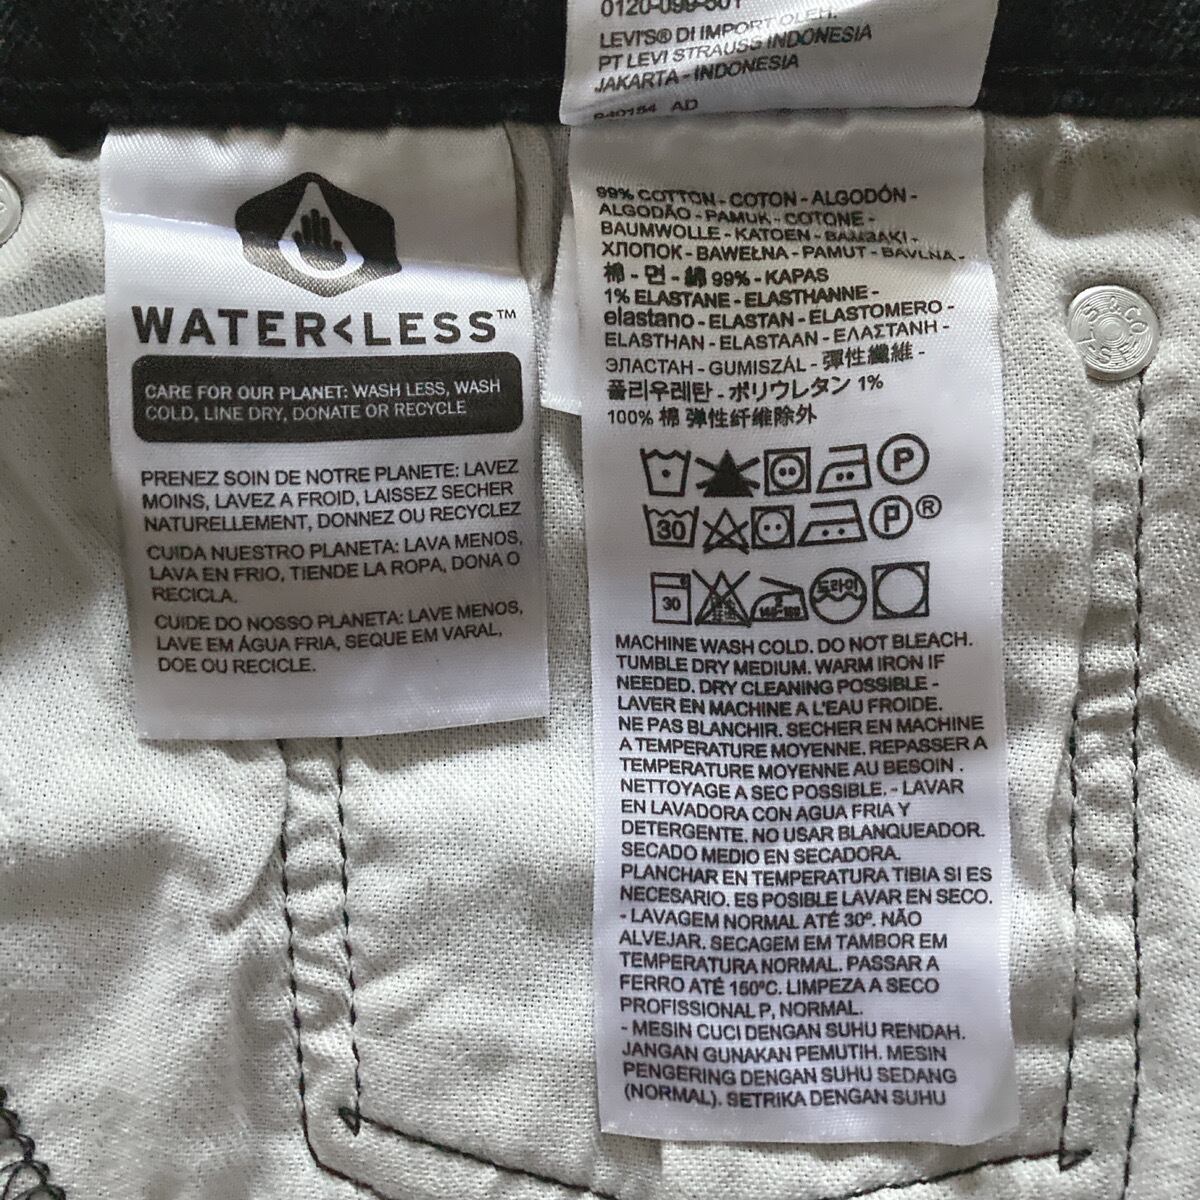 0120-099-501
LEVI'S® DI IMPORT OLEH:
PT LEVI STRAUSS INDONESIA
JAKARTA - INDONESIA
940154 AD
WATER<LESS™
CARE FOR OUR PLANET: WASH LESS, WASH
COLD, LINE DRY, DONATE OR RECYCLE
PRENEZ SOIN DE NOTRE PLANETE: LAVEZ
MOINS, LAVEZ A FROID, LAISSEZ SECHER
NATURELLEMENT, DONNEZ OU RECYCLEZ
CUIDA NUESTRO PLANETA: LAVA MENOS,
LAVA EN FRIO, TIENDE LA ROPA, DONA O
RECICLA.
CUIDE DO NOSSO PLANETA: LAVE MENOS,
LAVE EM ÁGUA FRIA, SEQUE EM VARAL,
DOE OU RECICLE.
99% COTTON - COTON - ALGODÓN -
ALGODÃO - PAMUK - COTONE -
BAUMWOLLE - KATOEN - BAMBAKI -
ХЛОПОК - BAWEŁNA - PAMUT - BAVLNA -
棉 - 면 - 綿 99% - KAPAS
1% ELASTANE - ELASTHANNE -
elastano - ELASTAN - ELASTOMERO -
ELASTHAN - ELASTAAN - ΕΛΑΣΤΑΝΗ -
ЭЛАСТАН - GUMISZÁL - 彈性纖維 -
폴리우레탄 - ポリウレタン 1%
100% 棉 弹性纤维除外
P
30 P ®
30 드라이
MACHINE WASH COLD. DO NOT BLEACH.
TUMBLE DRY MEDIUM. WARM IRON IF
NEEDED. DRY CLEANING POSSIBLE -
LAVER EN MACHINE A L'EAU FROIDE.
NE PAS BLANCHIR. SECHER EN MACHINE
A TEMPERATURE MOYENNE. REPASSER A
TEMPERATURE MOYENNE AU BESOIN .
NETTOYAGE A SEC POSSIBLE. - LAVAR
EN LAVADORA CON AGUA FRIA Y
DETERGENTE. NO USAR BLANQUEADOR.
SECADO MEDIO EN SECADORA.
PLANCHAR EN TEMPERATURA TIBIA SI ES
NECESARIO. ES POSIBLE LAVAR EN SECO.
- LAVAGEM NORMAL ATÉ 30º. NÃO
ALVEJAR. SECAGEM EM TAMBOR EM
TEMPERATURA NORMAL. PASSAR A
FERRO ATÉ 150ºC. LIMPEZA A SECO
PROFISSIONAL P, NORMAL.
- MESIN CUCI DENGAN SUHU RENDAH.
JANGAN GUNAKAN PEMUTIH. MESIN
PENGERING DENGAN SUHU SEDANG
(NORMAL). SETRIKA DENGAN SUHU